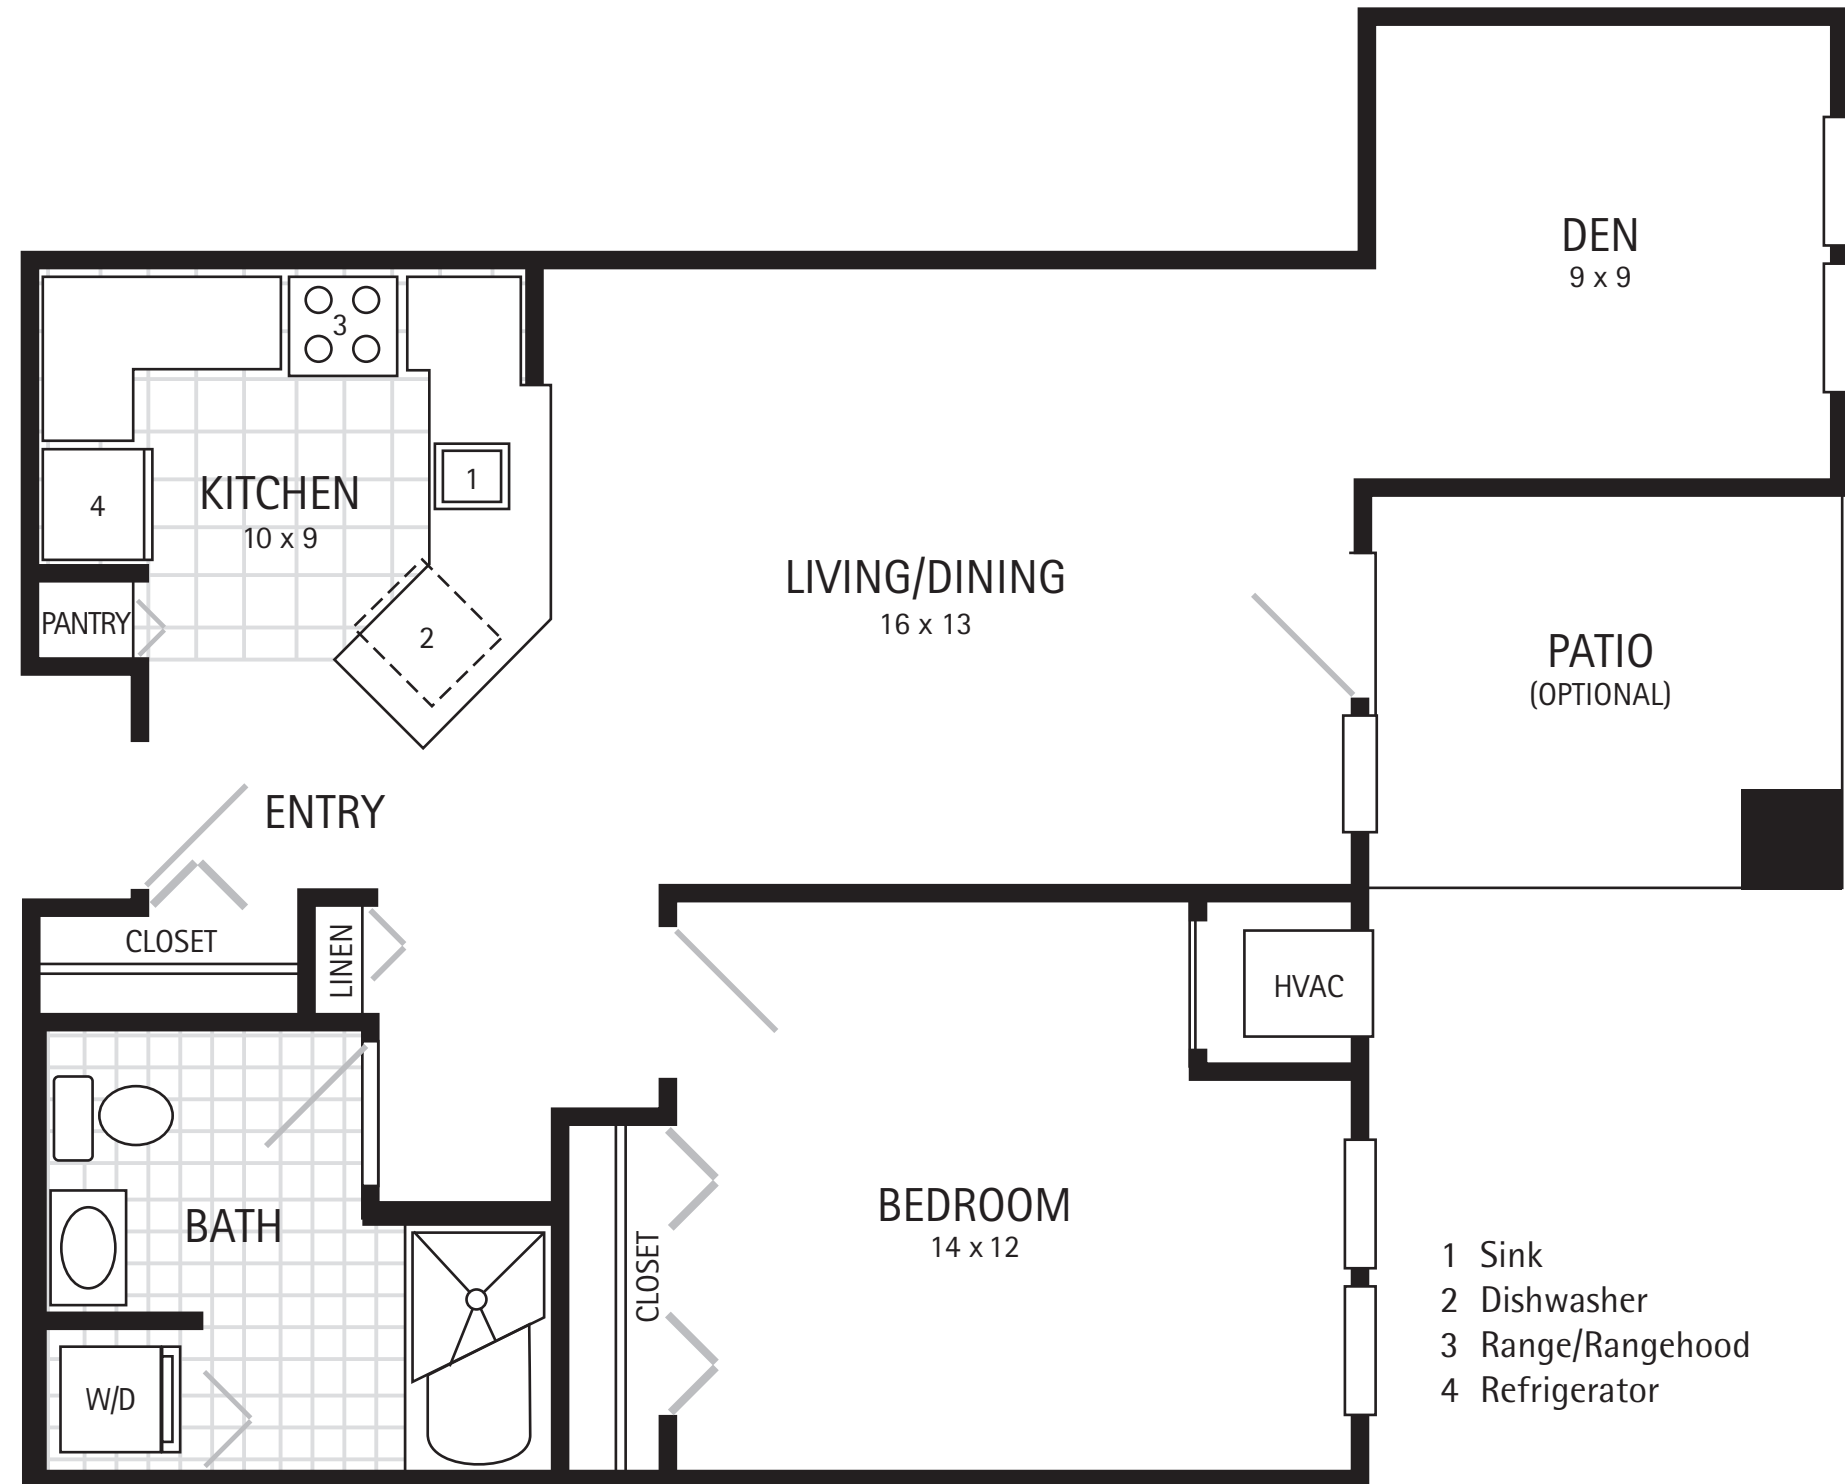 DEN
9 x 9
3
KITCHEN
10 x 9
1
4
LIVING/DINING
16 x 13
PANTRY
2
PATIO
(OPTIONAL)
ENTRY
CLOSET
LINEN
HVAC
BATH
BEDROOM
14 x 12
CLOSET
W/D
1 Sink
2 Dishwasher
3 Range/Rangehood
4 Refrigerator